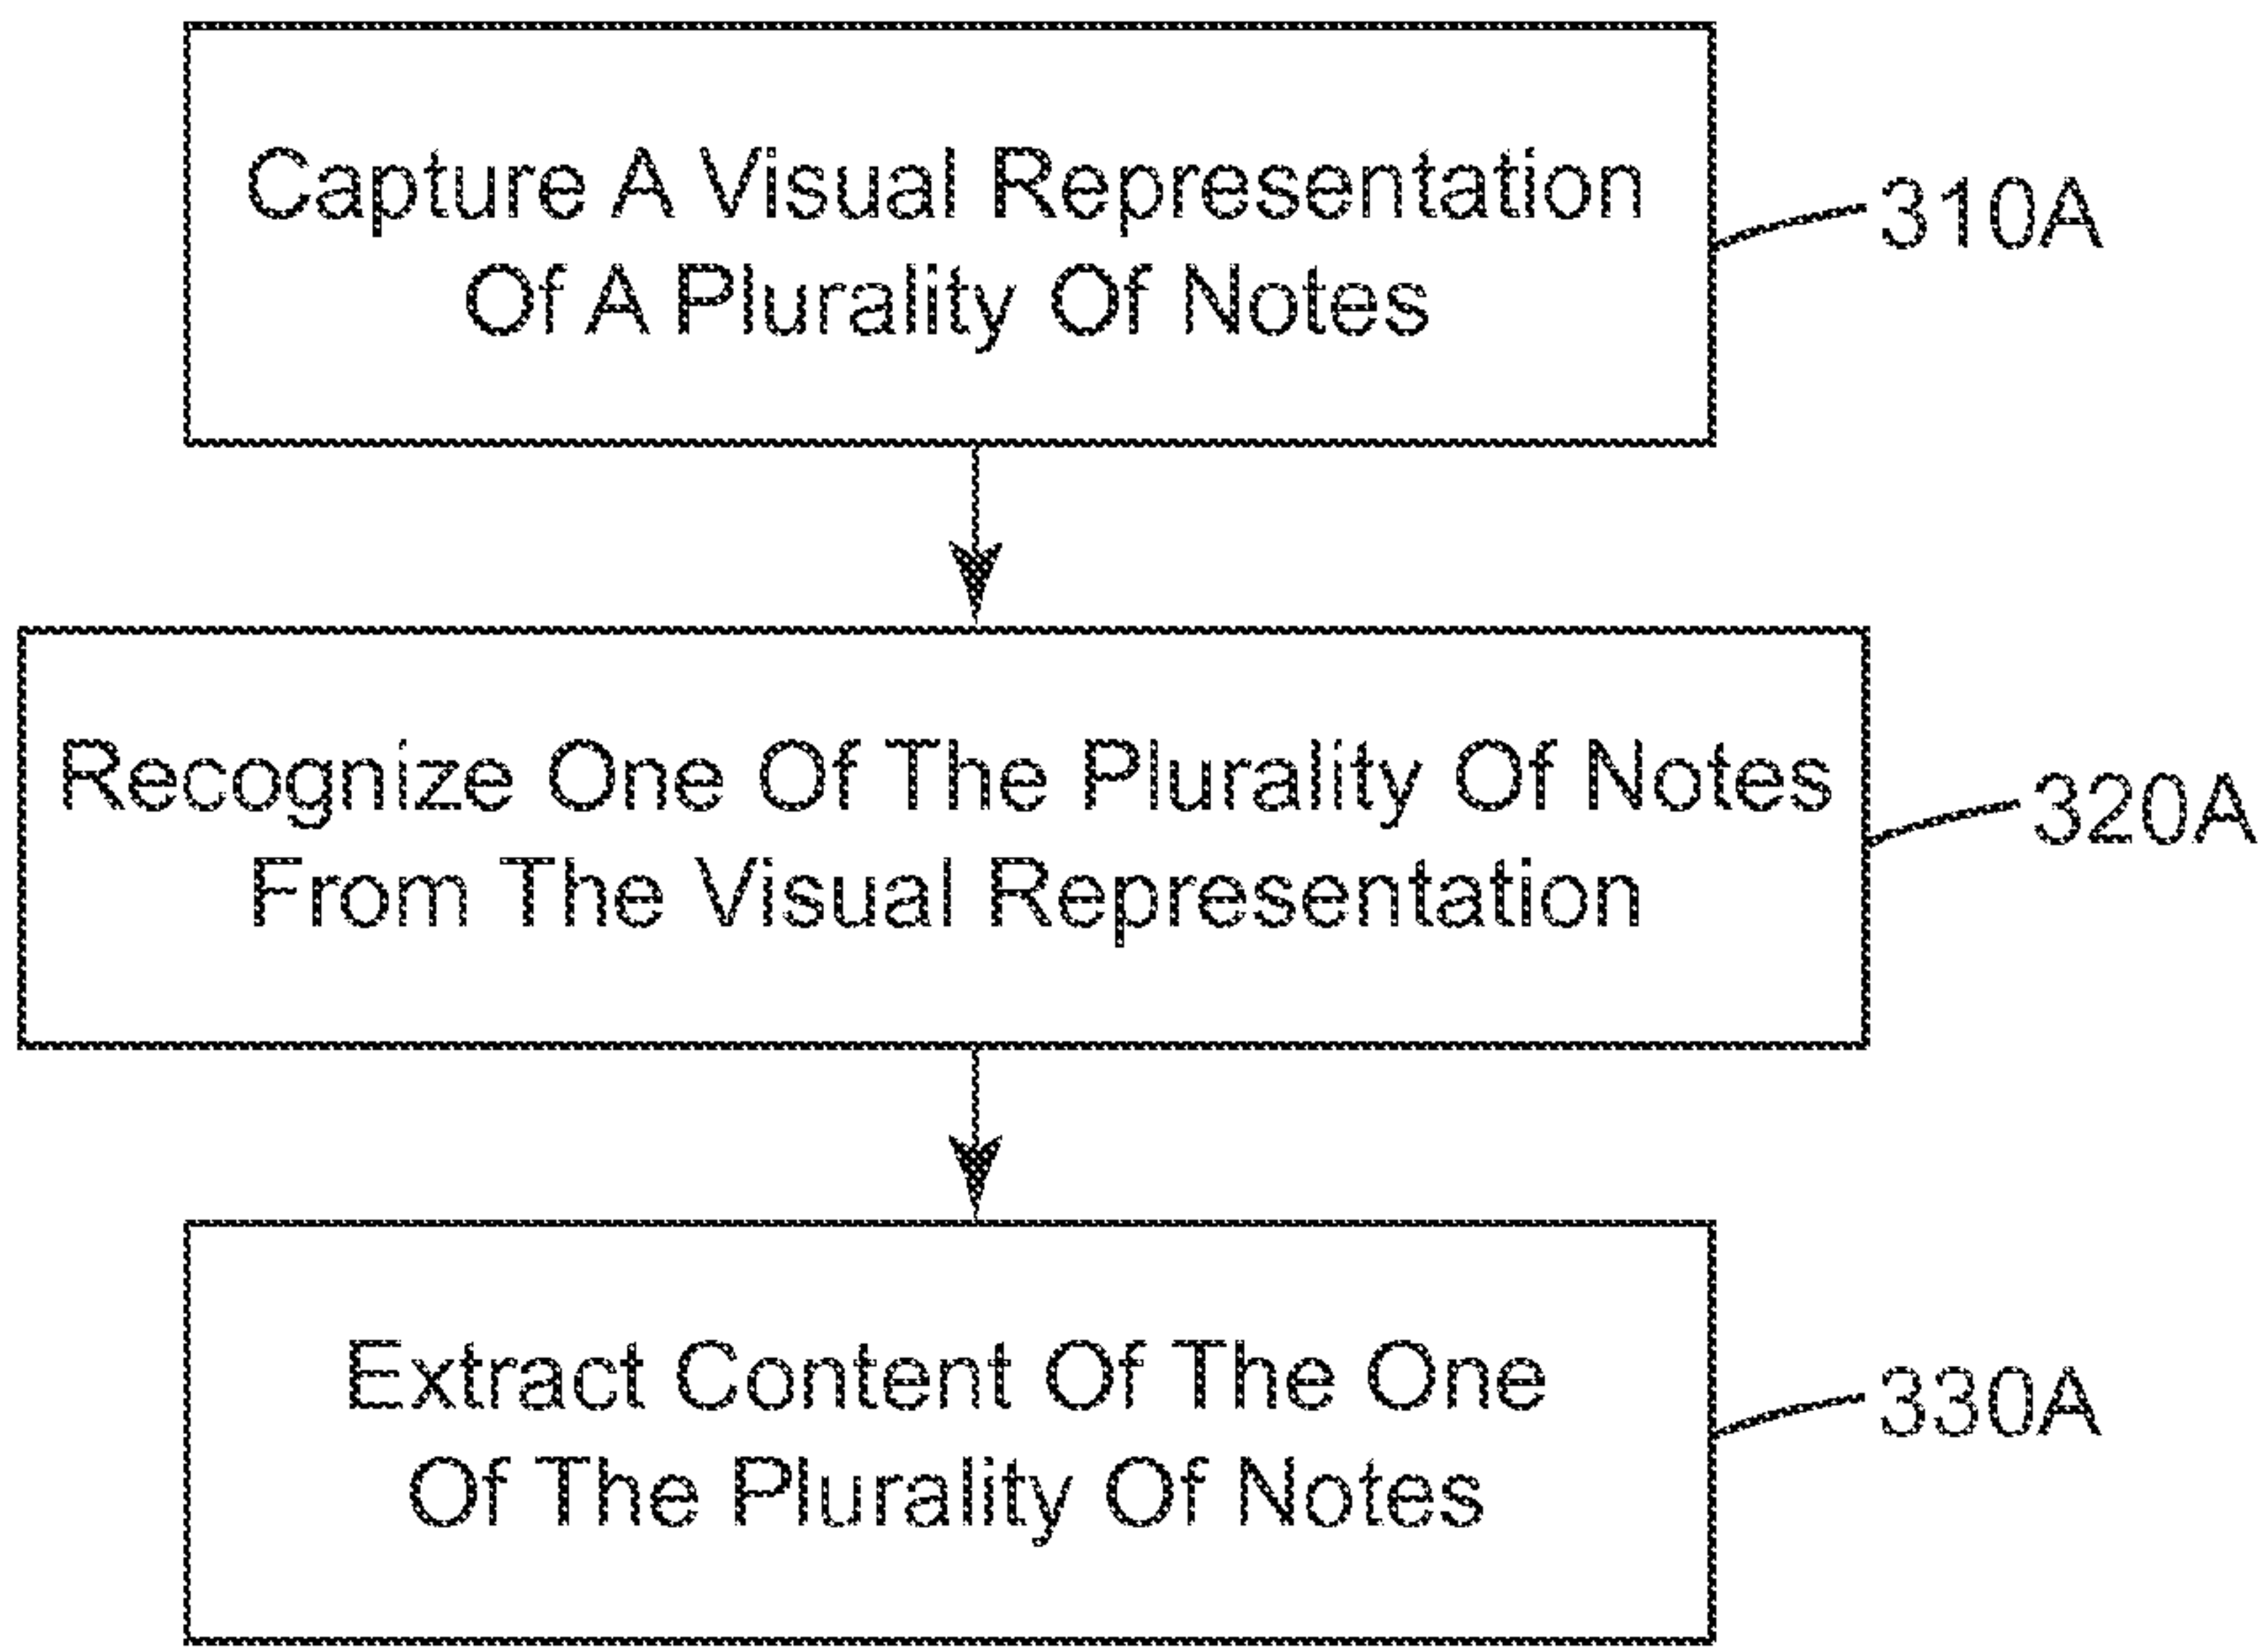 Capture A Visual Representation
Of A Plurality Of Notes
310A
Recognize One Of The Plurality Of Notes
From The Visual Representation
320A
Extract Content Of The One
Of The Plurality Of Notes
330A